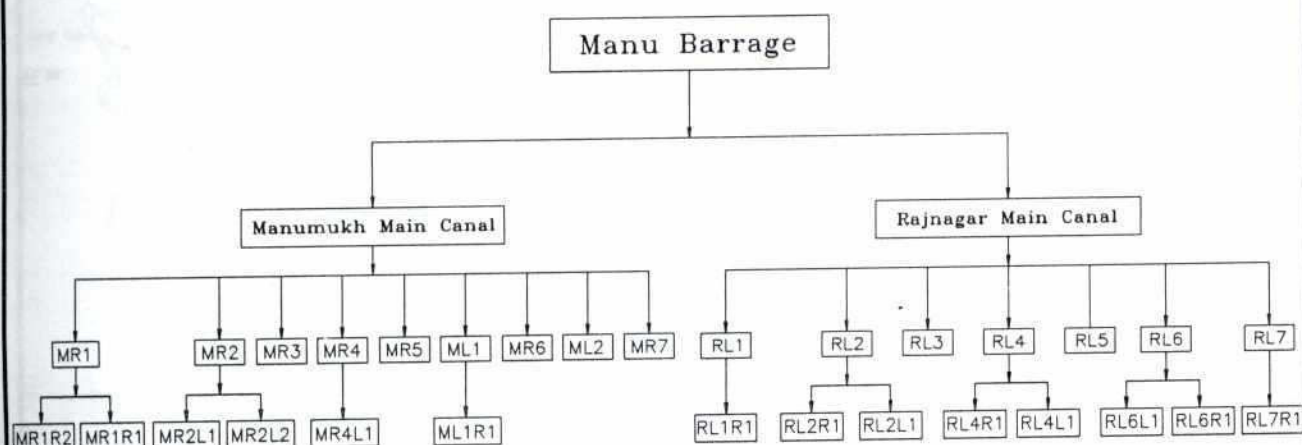 Manu Barrage
Manumukh Main Canal
Rajnagar Main Canal
MR1 MR2 MR3 MR4 MR5 ML1 MR6 ML2 MR7 RL1 RL2 RL3 RL4 RL5 RL6 RL7
MR1R2 MR1R1 MR2L1 MR2L2 MR4L1 ML1R1 RL1R1 RL2R1 RL2L1 RL4R1 RL4L1 RL6L1 RL6R1 RL7R1